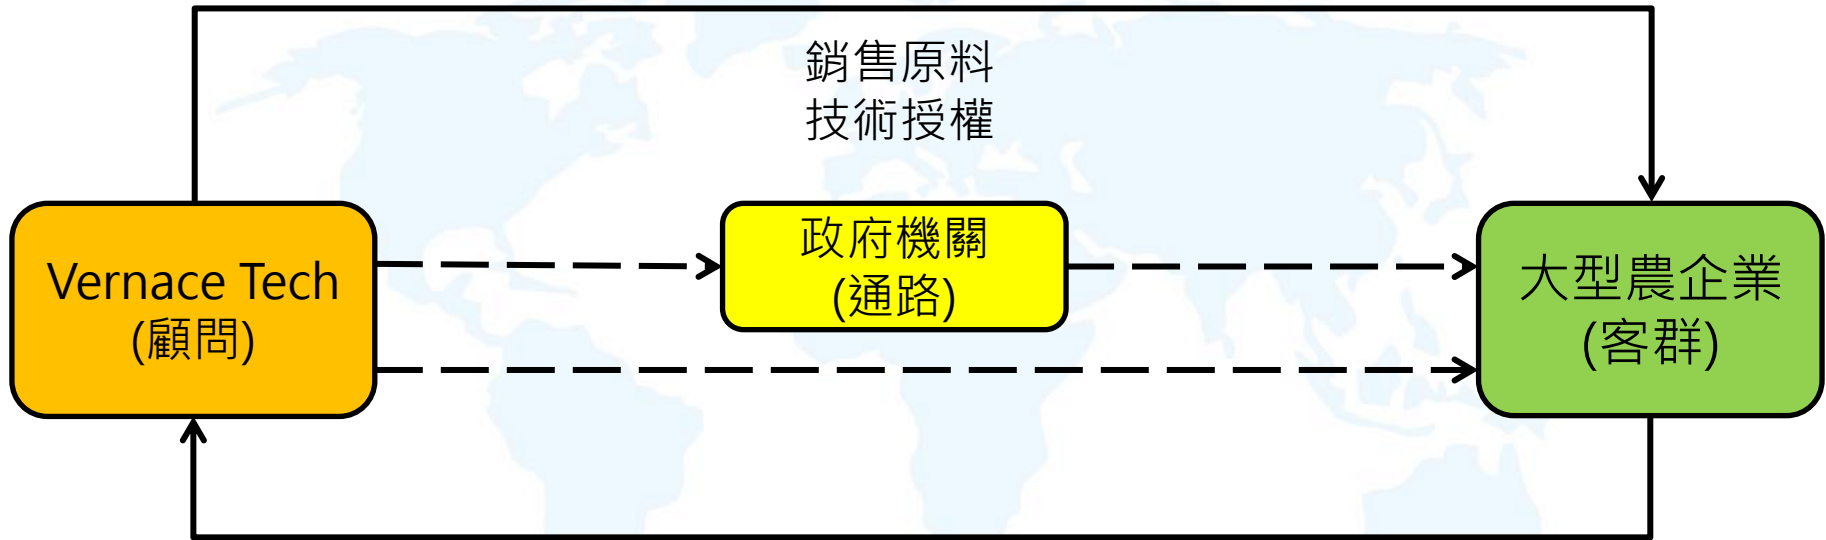 銷售原料
技術授權
Vernace Tech
(顧問)
政府機關
(通路)
大型農企業
(客群)